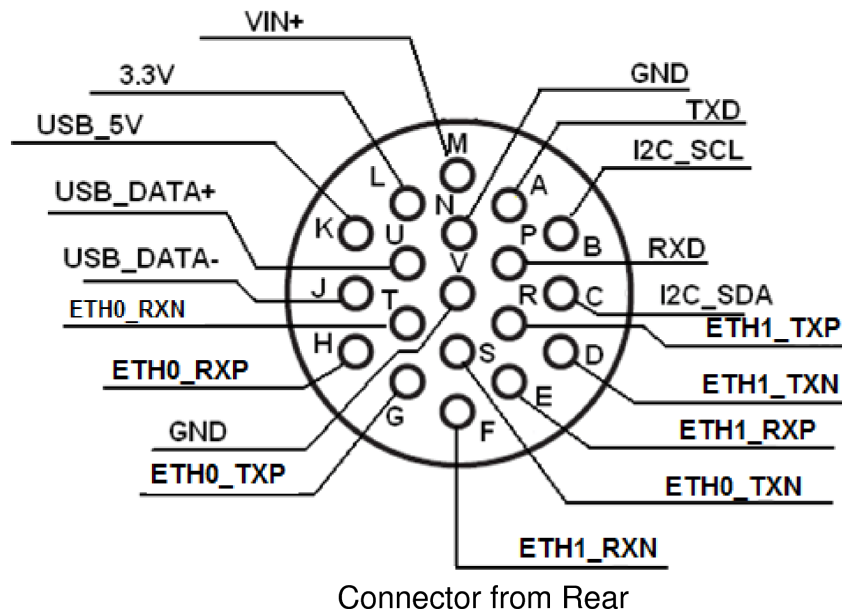 VIN+
3.3V
GND
USB_5V
TXD
I2C_SCL
USB_DATA+
RXD
USB_DATA-
I2C_SDA
ETH0_RXN
ETH1_TXP
ETH0_RXP
ETH1_TXN
GND
ETH1_RXP
ETH0_TXP
ETH0_TXN
ETH1_RXN
M
L
A
N
K
U
P
B
V
J
T
R
C
H
S
D
G
E
F
Connector from Rear